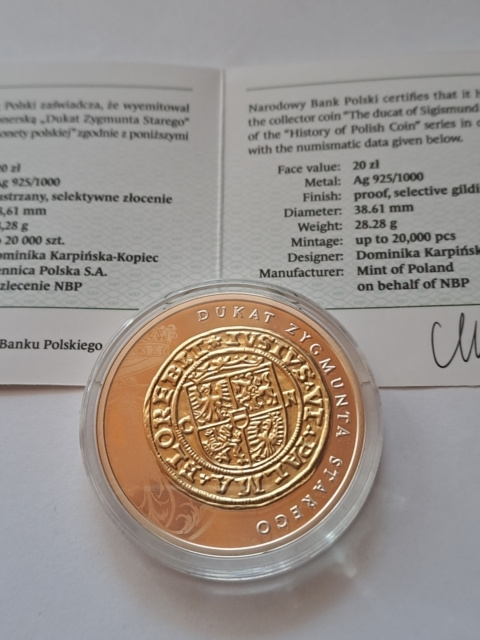 Polski zaświadcza, że wyemitował
„Dukat Zygmunta Starego”
polskiej” zgodnie z poniższymi
20 zł
Ag 925/1000
lustrzany, selektywne złocenie
38,61 mm
28,28 g
do 20 000 szt.
Dominika Karpińska-Kopiec
Mennica Polska S.A.
zlecenie NBP
Banku Polskiego
Narodowy Bank Polski certifies that it
the collector coin “The ducat of Sigismund
of the “History of Polish Coin” series in
with the numismatic data given below.
Face value: 20 zł
Metal: Ag 925/1000
Finish: proof, selective gildi
Diameter: 38.61 mm
Weight: 28.28 g
Mintage: up to 20,000 pcs
Designer: Dominika Karpińsk
Manufacturer: Mint of Poland
on behalf of NBP
DUKAT ZYGMUNTA STAREGO
IVSTVS VT PALMA FLOREBIT
C F
D